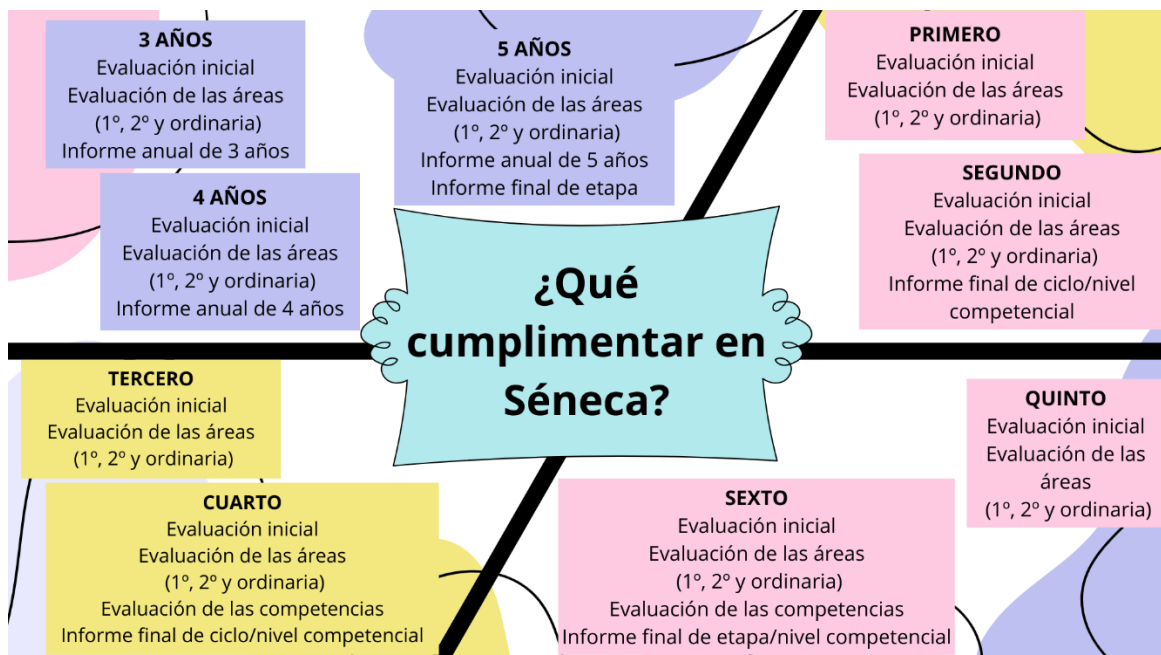 3 AÑOS
Evaluación inicial
Evaluación de las áreas
(1º, 2º y ordinaria)
Informe anual de 3 años
4 AÑOS
Evaluación inicial
Evaluación de las áreas
(1º, 2º y ordinaria)
Informe anual de 4 años
5 AÑOS
Evaluación inicial
Evaluación de las áreas
(1º, 2º y ordinaria)
Informe anual de 5 años
Informe final de etapa
PRIMERO
Evaluación inicial
Evaluación de las áreas
(1º, 2º y ordinaria)
SEGUNDO
Evaluación inicial
Evaluación de las áreas
(1º, 2º y ordinaria)
Informe final de ciclo/nivel
competencial
¿Qué
cumplimentar en
Séneca?
TERCERO
Evaluación inicial
Evaluación de las áreas
(1º, 2º y ordinaria)
CUARTO
Evaluación inicial
Evaluación de las áreas
(1º, 2º y ordinaria)
Evaluación de las competencias
Informe final de ciclo/nivel competencial
QUINTO
Evaluación inicial
Evaluación de las
áreas
(1º, 2º y ordinaria)
SEXTO
Evaluación inicial
Evaluación de las áreas
(1º, 2º y ordinaria)
Evaluación de las competencias
Informe final de etapa/nivel competencial